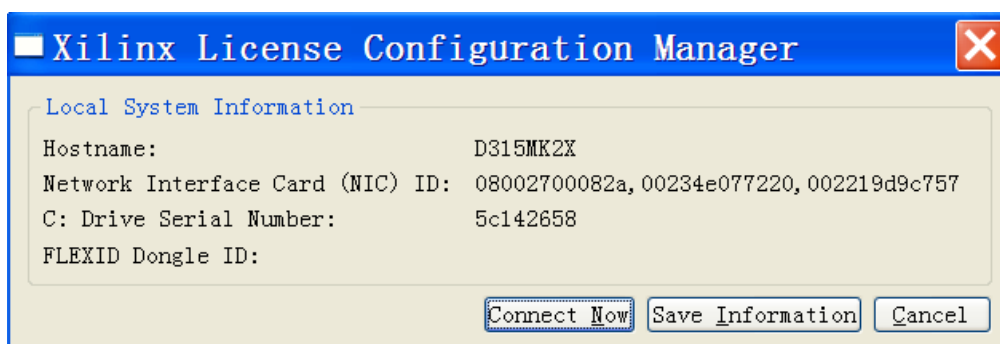 Xilinx License Configuration Manager
Local System Information
Hostname: D315MK2X
Network Interface Card (NIC) ID: 08002700082a,00234e077220,002219d9c757
C: Drive Serial Number: 5c142658
FLEXID Dongle ID:
Connect Now Save Information Cancel